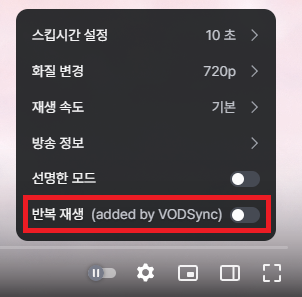 스킵시간 설정 10 초
화질 변경 720p
재생 속도 기본
방송 정보
선명한 모드
반복 재생 (added by VODSync)